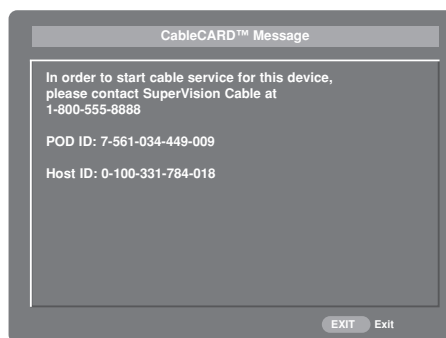 CableCARD™ Message
In order to start cable service for this device,
please contact SuperVision Cable at
1-800-555-8888
POD ID: 7-561-034-449-009
Host ID: 0-100-331-784-018
EXIT Exit